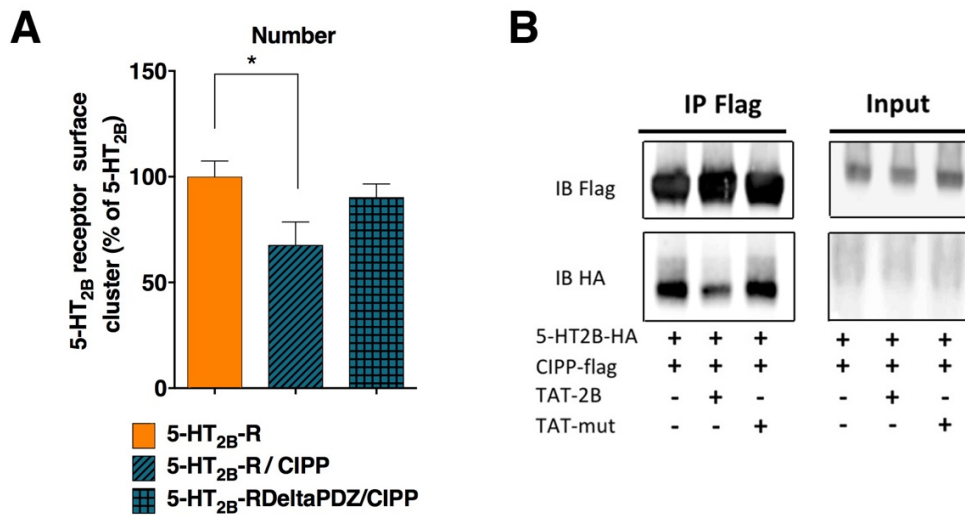 A
Number
*
150
100
50
0
5-HT2B receptor surface
cluster (% of 5-HT2B)
5-HT2B-R
5-HT2B-R / CIPP
5-HT2B-RDeltaPDZ/CIPP
B
IP Flag Input
IB Flag
IB HA
5-HT2B-HA + + + + + +
CIPP-flag + + + + + +
TAT-2B - + - - + -
TAT-mut - - + - - +